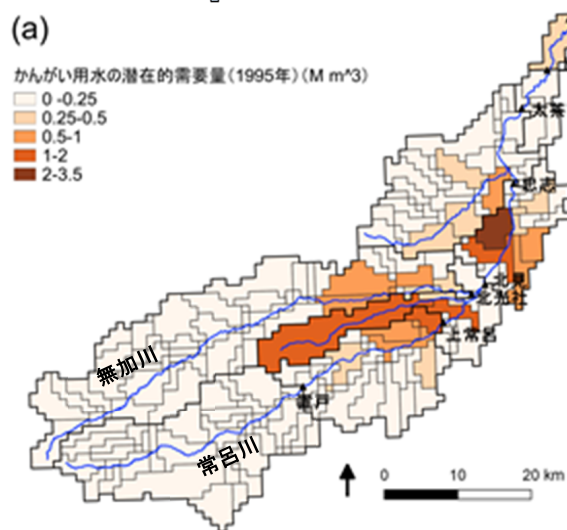 (a)
かんがい用水の潜在的需要量(1995年)(M m^3)
0 -0.25
0.25-0.5
0.5-1
1-2
2-3.5
太茶
忠志
北見
北光社
上常呂
無加川
置戸
常呂川
0 10 20 km